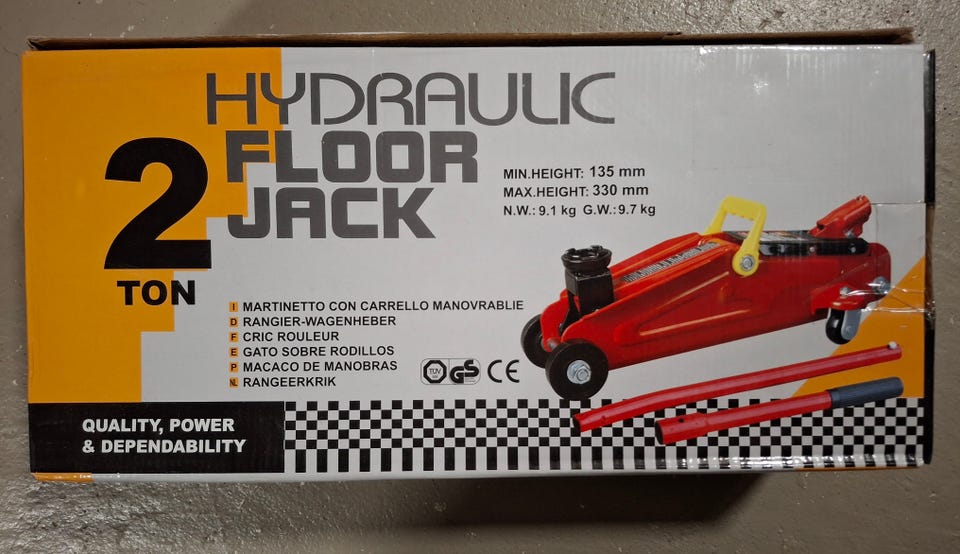 HYDRAULIC
FLOOR
JACK
2
TON
MIN.HEIGHT: 135 mm
MAX.HEIGHT: 330 mm
N.W.: 9.1 kg G.W.: 9.7 kg
I MARTINETTO CON CARRELLO MANOVRABLIE
D RANGIER-WAGENHEBER
F CRIC ROULEUR
E GATO SOBRE RODILLOS
P MACACO DE MANOBRAS
NL RANGEERKRIK
TÜV GS CE
QUALITY, POWER
& DEPENDABILITY